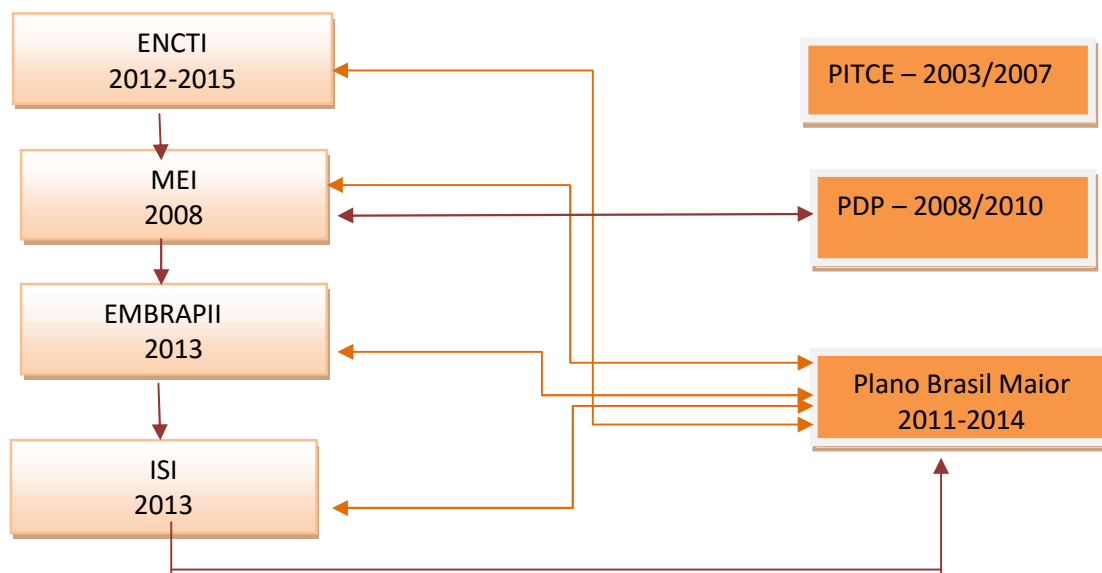 ENCTI
2012-2015
MEI
2008
EMBRAPII
2013
ISI
2013
PITCE – 2003/2007
PDP – 2008/2010
Plano Brasil Maior
2011-2014